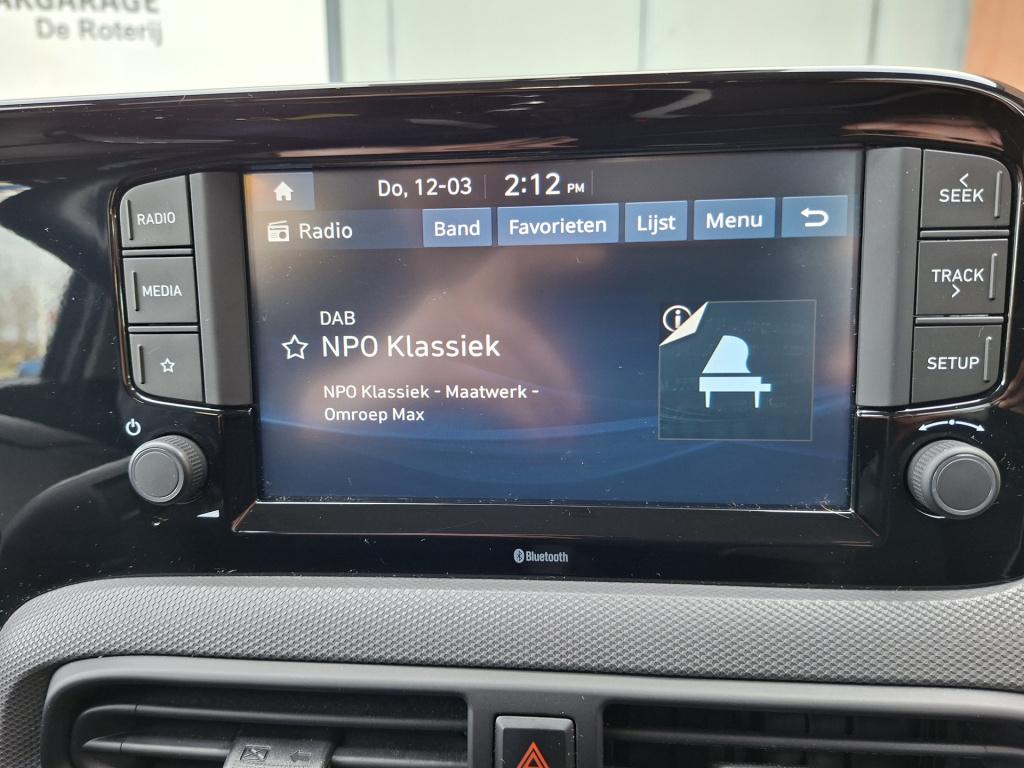 De Roterij
Do, 12-03 2:12 PM
Radio Band Favorieten Lijst Menu
RADIO
MEDIA
DAB
NPO Klassiek
NPO Klassiek - Maatwerk -
Omroep Max
i
SEEK
TRACK
SETUP
Bluetooth